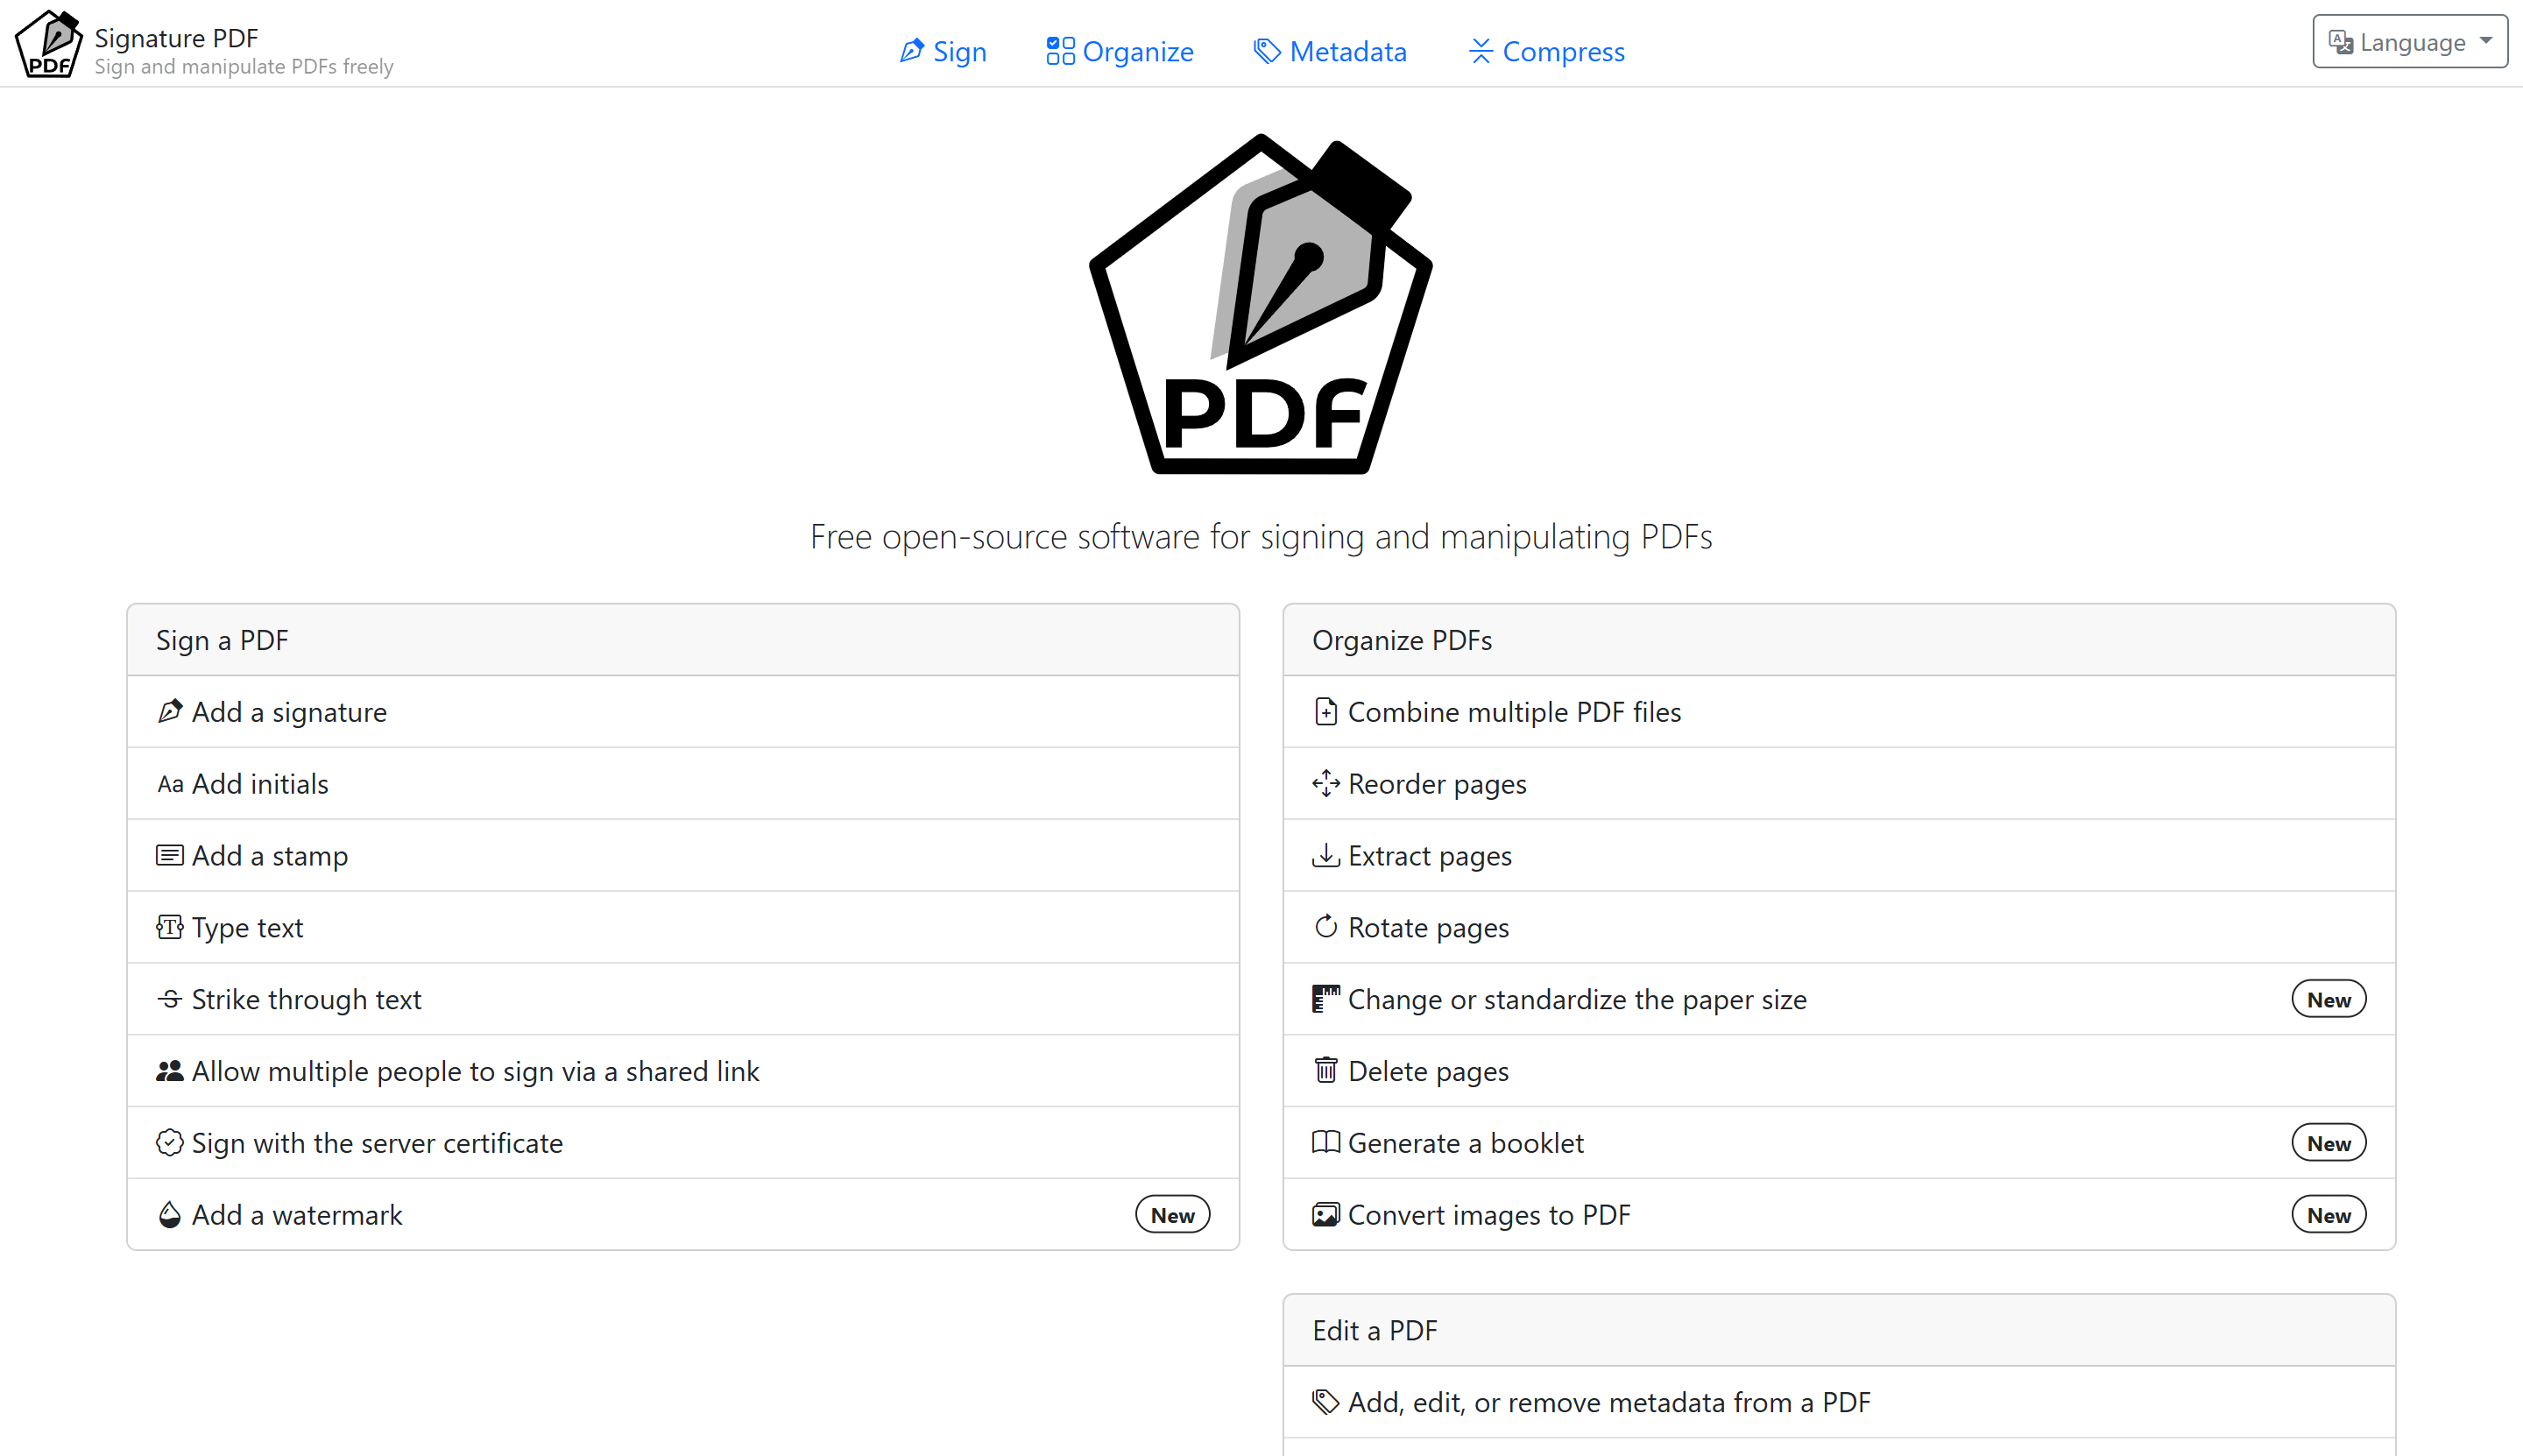 PDF
Signature PDF
Sign and manipulate PDFs freely
Sign
Organize
Metadata
Compress
Language
PDF
Free open-source software for signing and manipulating PDFs
Sign a PDF
Add a signature
Aa Add initials
Add a stamp
Type text
Strike through text
Allow multiple people to sign via a shared link
Sign with the server certificate
Add a watermark
New
Organize PDFs
Combine multiple PDF files
Reorder pages
Extract pages
Rotate pages
Change or standardize the paper size
New
Delete pages
Generate a booklet
New
Convert images to PDF
New
Edit a PDF
Add, edit, or remove metadata from a PDF